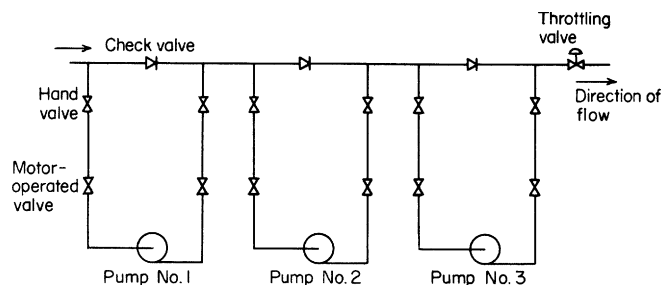 Throttling
valve
Check valve
Hand
valve
Direction of
flow
Motor-
operated
valve
Pump No.1
Pump No.2
Pump No.3